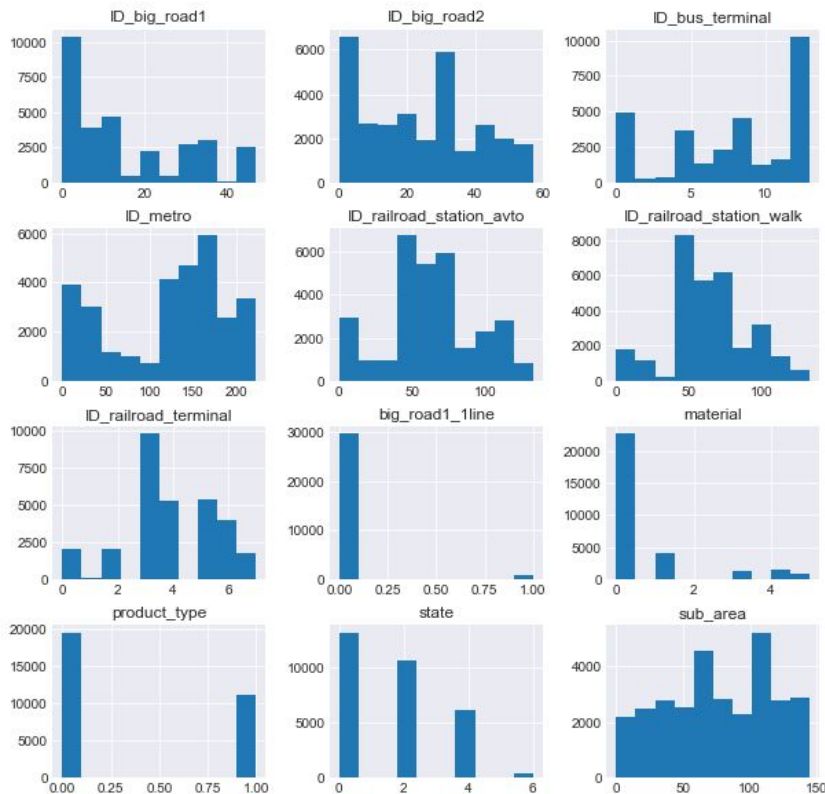 ID_big_road1
ID_big_road2
ID_bus_terminal
10000
7500
5000
2500
0
0 20 40
6000
4000
2000
0
0 20 40 60
10000
7500
5000
2500
0
0 5 10
ID_metro
ID_railroad_station_avto
ID_railroad_station_walk
6000
4000
2000
0
0 50 100 150 200
6000
4000
2000
0
0 50 100
8000
6000
4000
2000
0
0 50 100
ID_railroad_terminal
big_road1_1line
material
10000
7500
5000
2500
0
0 2 4 6
30000
20000
10000
0
0.00 0.25 0.50 0.75 1.00
20000
15000
10000
5000
0
0 2 4
product_type
state
sub_area
20000
15000
10000
5000
0
0.00 0.25 0.50 0.75 1.00
10000
5000
0
0 2 4 6
4000
2000
0
0 50 100 150